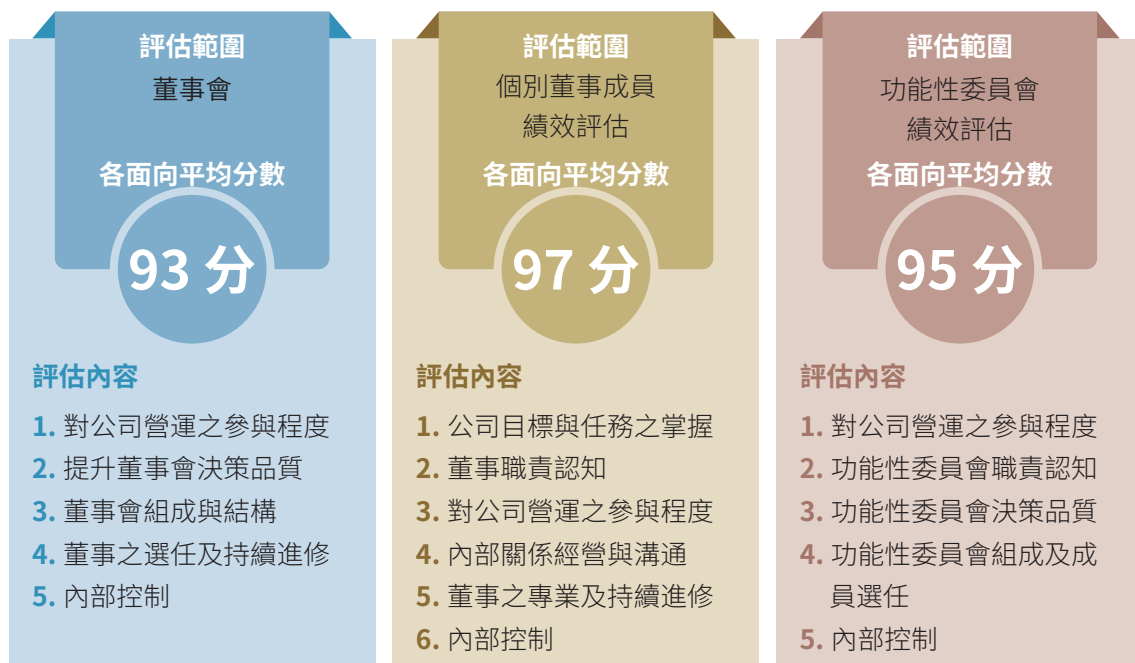 評估範圍
董事會
各面向平均分數
93 分
評估內容
1. 對公司營運之參與程度
2. 提升董事會決策品質
3. 董事會組成與結構
4. 董事之選任及持續進修
5. 內部控制
評估範圍
個別董事成員
績效評估
各面向平均分數
97 分
評估內容
1. 公司目標與任務之掌握
2. 董事職責認知
3. 對公司營運之參與程度
4. 內部關係經營與溝通
5. 董事之專業及持續進修
6. 內部控制
評估範圍
功能性委員會
績效評估
各面向平均分數
95 分
評估內容
1. 對公司營運之參與程度
2. 功能性委員會職責認知
3. 功能性委員會決策品質
4. 功能性委員會組成及成
員選任
5. 內部控制